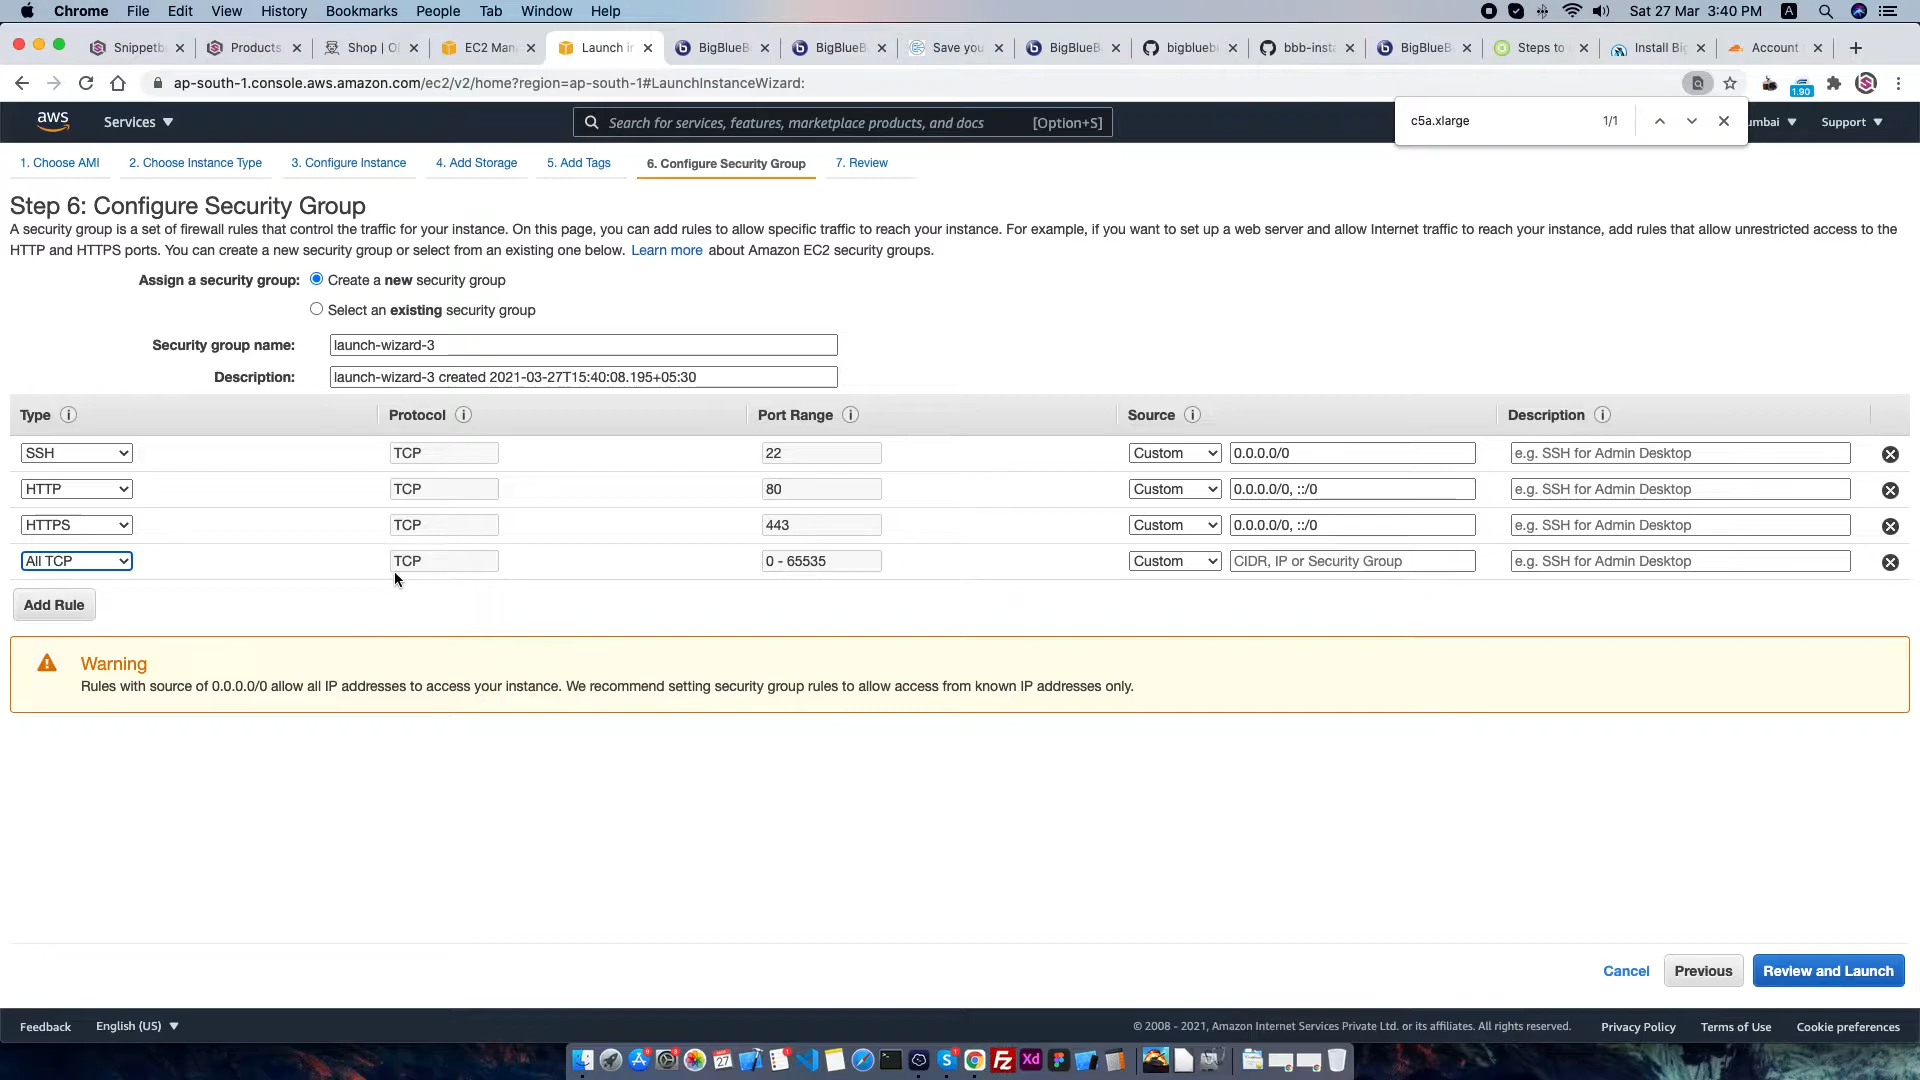 Chrome File Edit View History Bookmarks People Tab Window Help Sat 27 Mar 3:40 PM A
Snippetb Products Shop | Ol EC2 Man Launch in BigBlueB BigBlueB Save you BigBlueB bigblueb bbb-insta BigBlueB Steps to Install Big Account
ap-south-1.console.aws.amazon.com/ec2/v2/home?region=ap-south-1#LaunchInstanceWizard:
1.90
aws Services Search for services, features, marketplace products, and docs [Option+S] c5a.xlarge 1/1 umbai Support
1. Choose AMI 2. Choose Instance Type 3. Configure Instance 4. Add Storage 5. Add Tags 6. Configure Security Group 7. Review
Step 6: Configure Security Group
A security group is a set of firewall rules that control the traffic for your instance. On this page, you can add rules to allow specific traffic to reach your instance. For example, if you want to set up a web server and allow Internet traffic to reach your instance, add rules that allow unrestricted access to the
HTTP and HTTPS ports. You can create a new security group or select from an existing one below. Learn more about Amazon EC2 security groups.
Assign a security group: Create a new security group
Select an existing security group
Security group name: launch-wizard-3
Description: launch-wizard-3 created 2021-03-27T15:40:08.195+05:30
Type Protocol Port Range Source Description
SSH TCP 22 Custom 0.0.0.0/0 e.g. SSH for Admin Desktop
HTTP TCP 80 Custom 0.0.0.0/0, ::/0 e.g. SSH for Admin Desktop
HTTPS TCP 443 Custom 0.0.0.0/0, ::/0 e.g. SSH for Admin Desktop
All TCP TCP 0 - 65535 Custom CIDR, IP or Security Group e.g. SSH for Admin Desktop
Add Rule
Warning
Rules with source of 0.0.0.0/0 allow all IP addresses to access your instance. We recommend setting security group rules to allow access from known IP addresses only.
Cancel Previous Review and Launch
Feedback English (US) © 2008 - 2021, Amazon Internet Services Private Ltd. or its affiliates. All rights reserved. Privacy Policy Terms of Use Cookie preferences